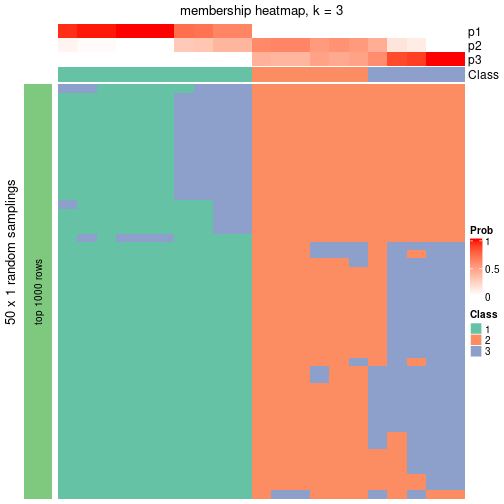 membership heatmap, k = 3
p1
p2
p3
Class
50 x 1 random samplings
top 1000 rows
Prob
1
0.5
0
Class
1
2
3